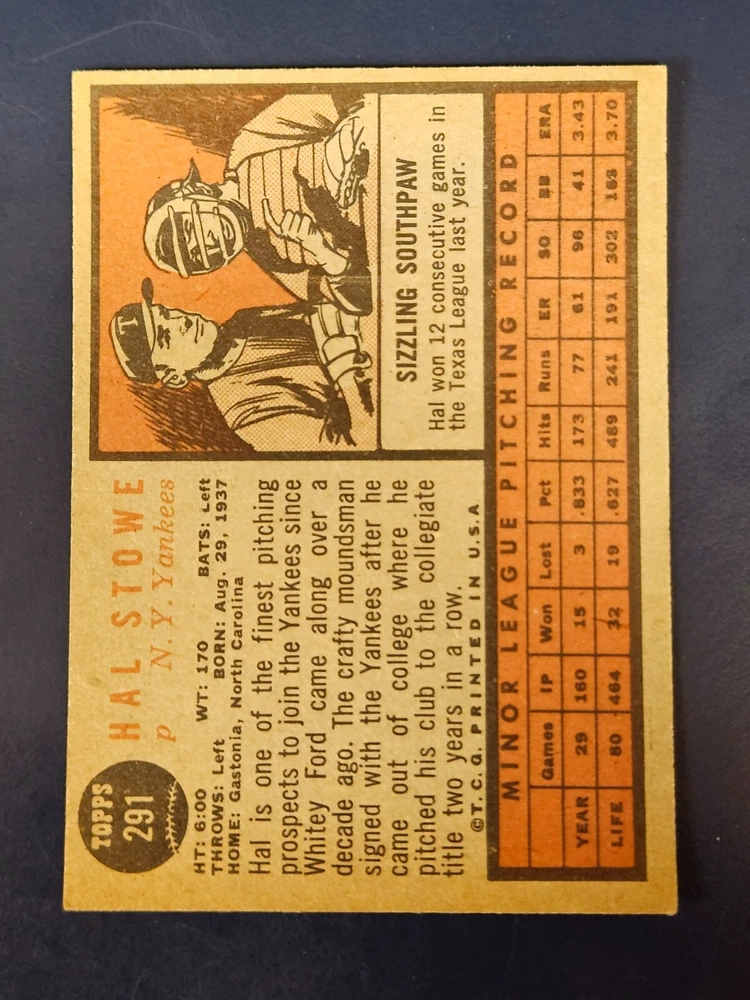 TOPPS
291
HAL STOWE
P N.Y. Yankees
HT: 6:00 WT: 170 BATS: Left
THROWS: Left BORN: Aug. 29, 1937
HOME: Gastonia, North Carolina
Hal is one of the finest pitching
prospects to join the Yankees since
Whitey Ford came along over a
decade ago. The crafty moundsman
signed with the Yankees after he
came out of college where he
pitched his club to the collegiate
title two years in a row.
©T.C.G. PRINTED IN U.S.A
T
SIZZLING SOUTHPAW
Hal won 12 consecutive games in
the Texas League last year.
MINOR LEAGUE PITCHING RECORD
Games IP Won Lost Pct Hits Runs ER SO BB ERA
YEAR 29 160 15 3 .833 173 77 61 96 41 3.43
LIFE 80 464 32 19 .627 489 241 191 302 168 3.70